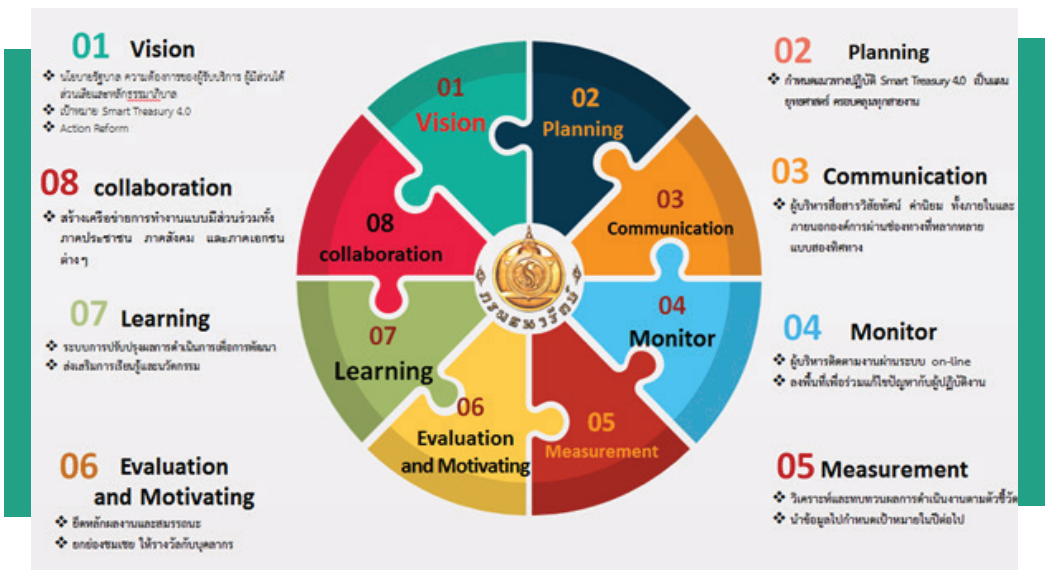 01 Vision
❖ นโยบายรัฐบาล ความต้องการของผู้รับบริการ ผู้มีส่วนได้
ส่วนเสียและหลักธรรมาภิบาล
❖ เป้าหมาย Smart Treasury 4.0
❖ Action Reform
08 collaboration
❖ สร้างเครือข่ายการทำงานแบบมีส่วนร่วมทั้ง
ภาคประชาชน ภาคสังคม และภาคเอกชน
ต่างๆ
07 Learning
❖ ระบบการปรับปรุงผลการดำเนินการเพื่อการพัฒนา
❖ ส่งเสริมการเรียนรู้และนวัตกรรม
06 Evaluation
and Motivating
❖ ยึดหลักผลงานและสมรรถนะ
❖ ยกย่องชมเชย ให้รางวัลกับบุคลากร
01
Vision
02
Planning
03
Communication
04
Monitor
05
Measurement
06
Evaluation
and Motivating
07
Learning
08
collaboration
กรมธนารักษ์
02 Planning
❖ กำหนดแนวทางปฏิบัติ Smart Treasury 4.0 เป็นแผน
ยุทธศาสตร์ ครอบคลุมทุกสายงาน
03 Communication
❖ ผู้บริหารสื่อสารวิสัยทัศน์ ค่านิยม ทั้งภายในและ
ภายนอกองค์การผ่านช่องทางที่หลากหลาย
แบบสองทิศทาง
04 Monitor
❖ ผู้บริหารติดตามงานผ่านระบบ on-line
❖ ลงพื้นที่เพื่อร่วมแก้ไขปัญหากับผู้ปฏิบัติงาน
05 Measurement
❖ วิเคราะห์และทบทวนผลการดำเนินงานตามตัวชี้วัด
❖ นำข้อมูลไปกำหนดเป้าหมายในปีต่อไป